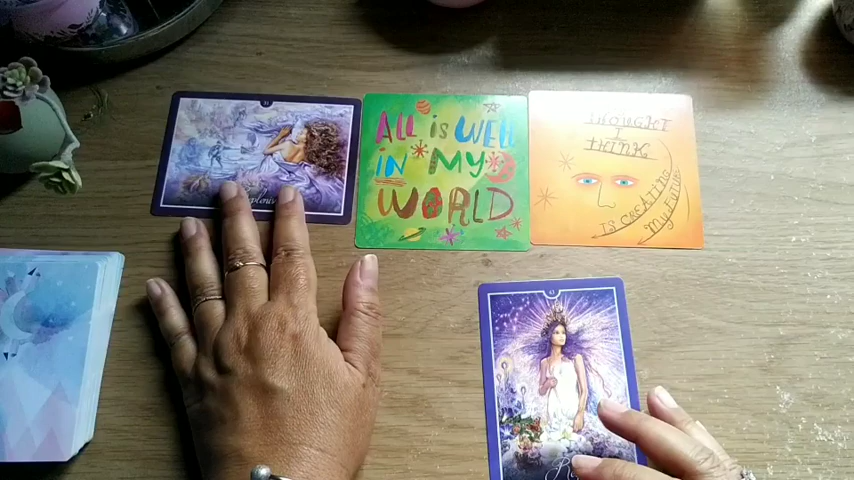 ALL is WELL
in MY
WORLD
THOUGHT
I
THINK
IS CREATING
My Future